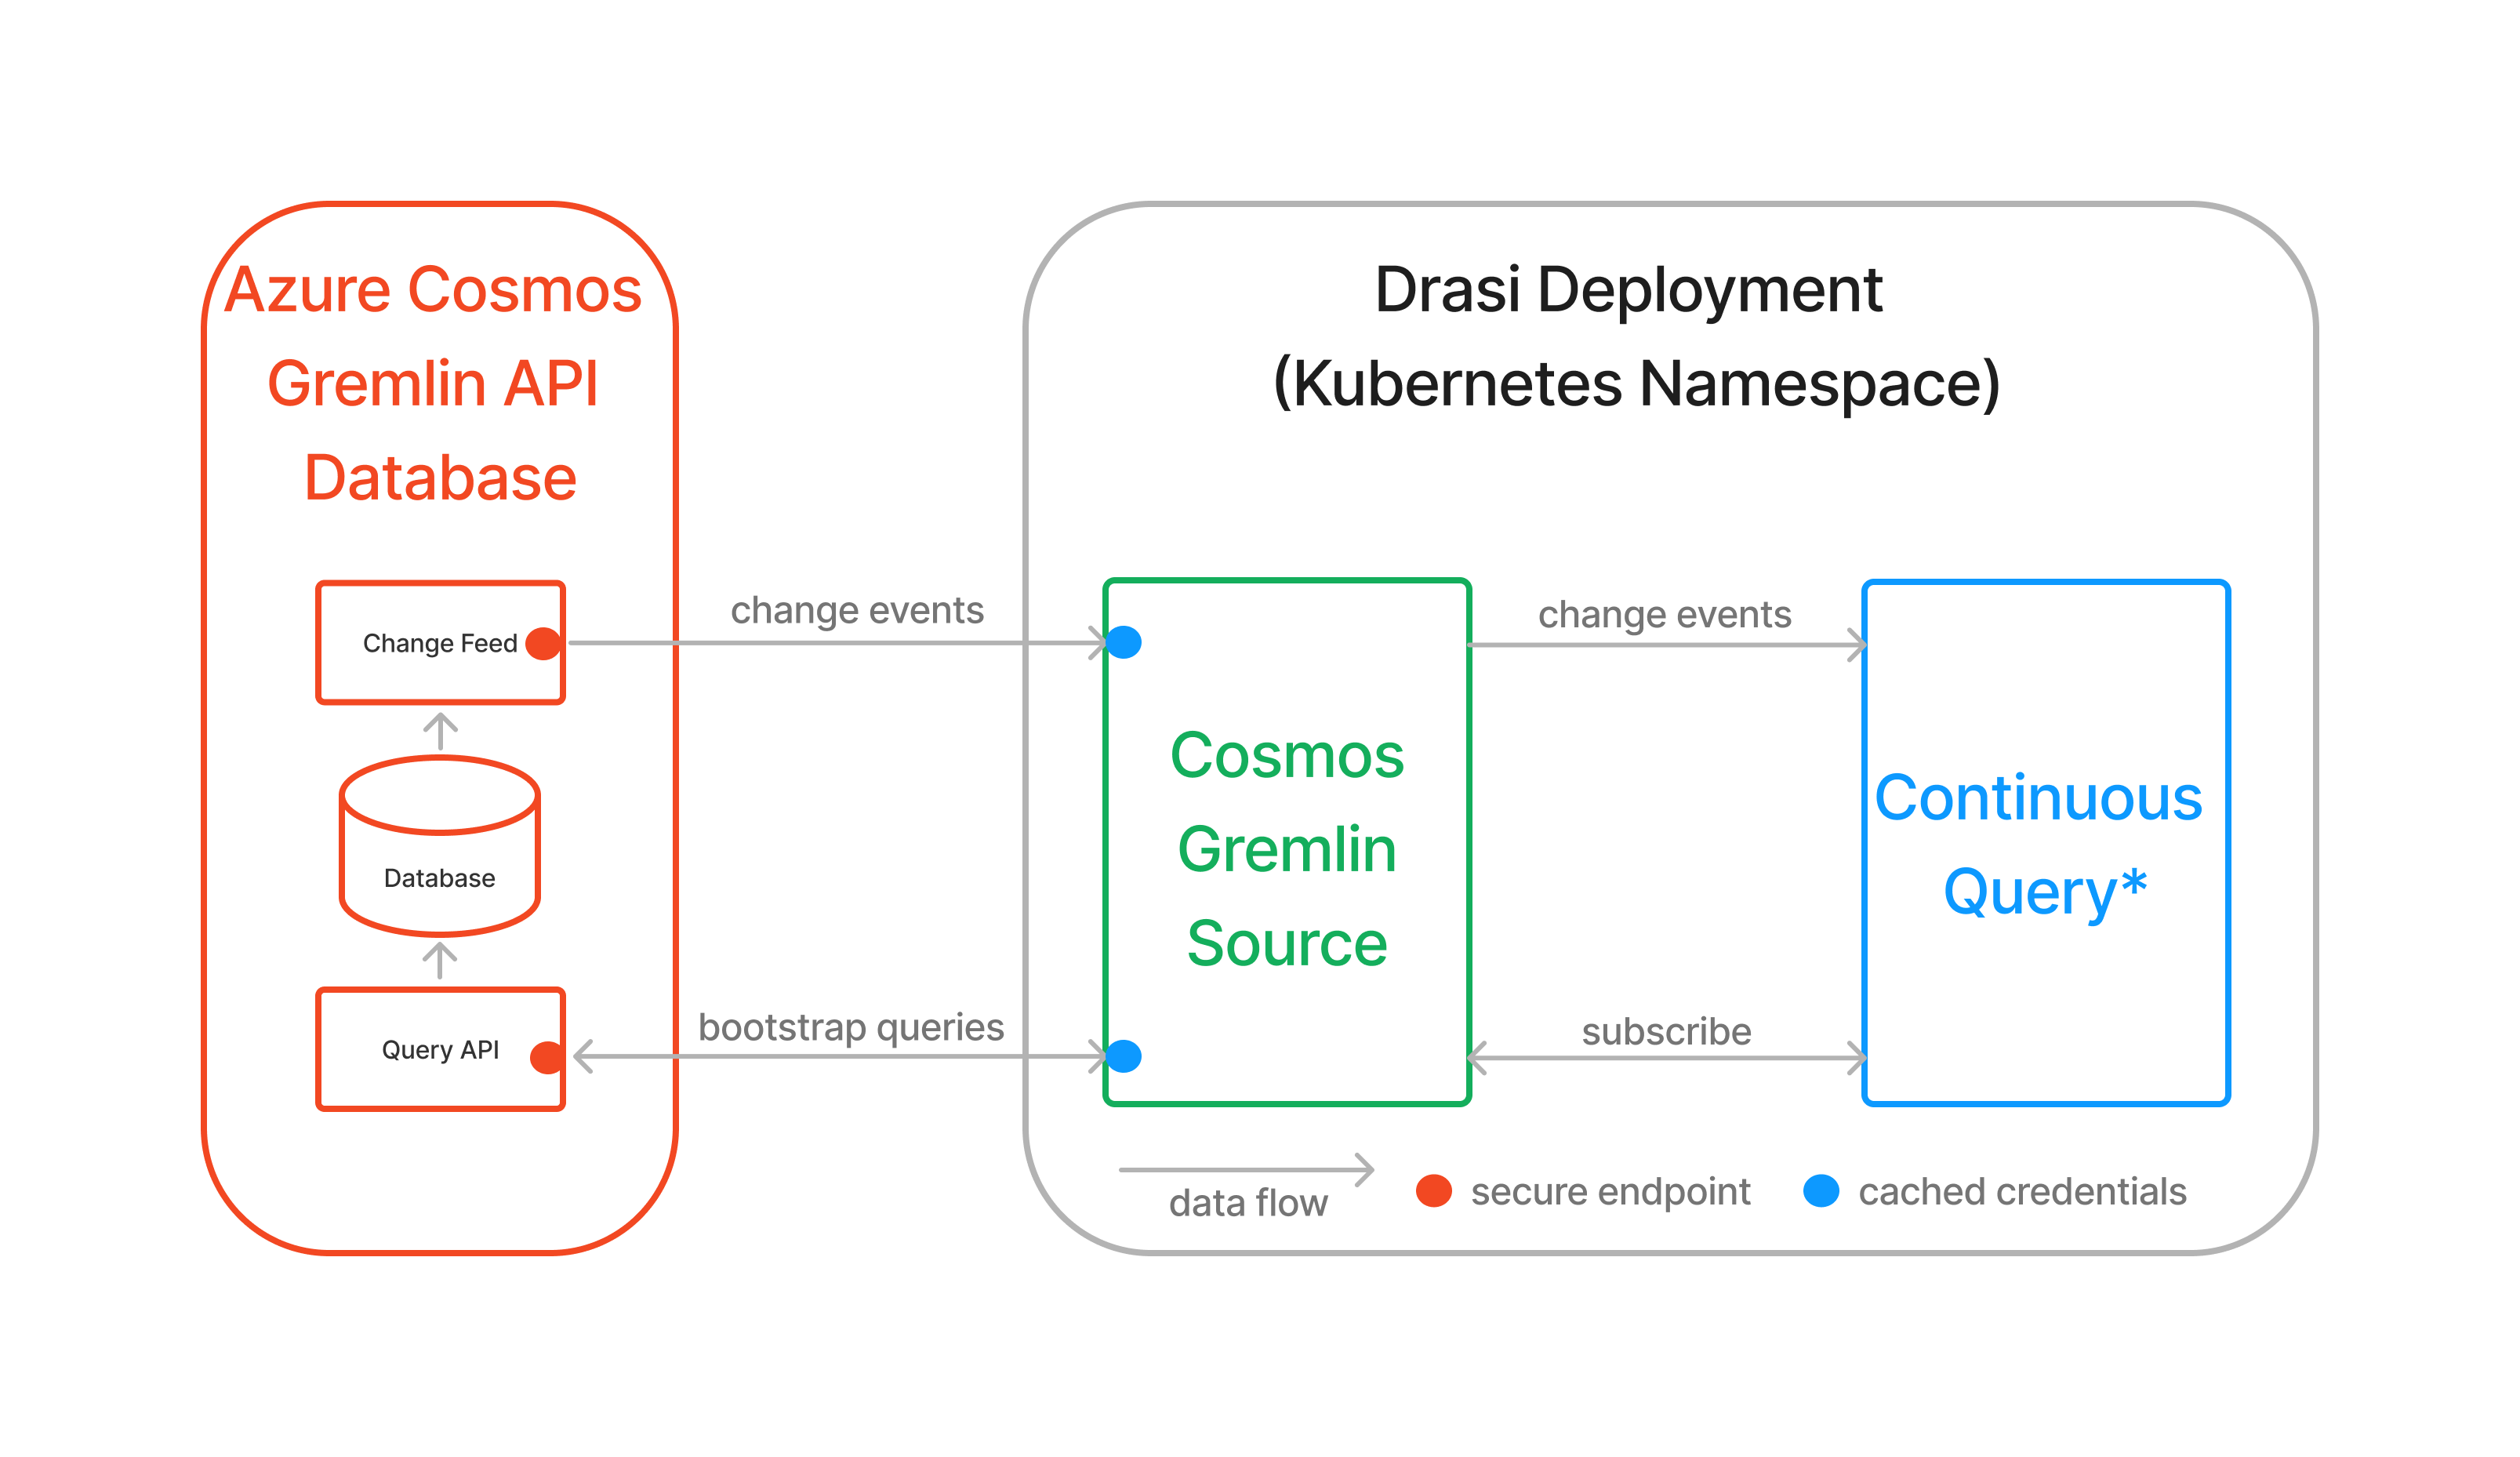 Azure Cosmos
Gremlin API
Database
Change Feed
Database
Query API
change events
bootstrap queries
Drasi Deployment
(Kubernetes Namespace)
Cosmos
Gremlin
Source
change events
subscribe
Continuous
Query*
data flow
secure endpoint
cached credentials